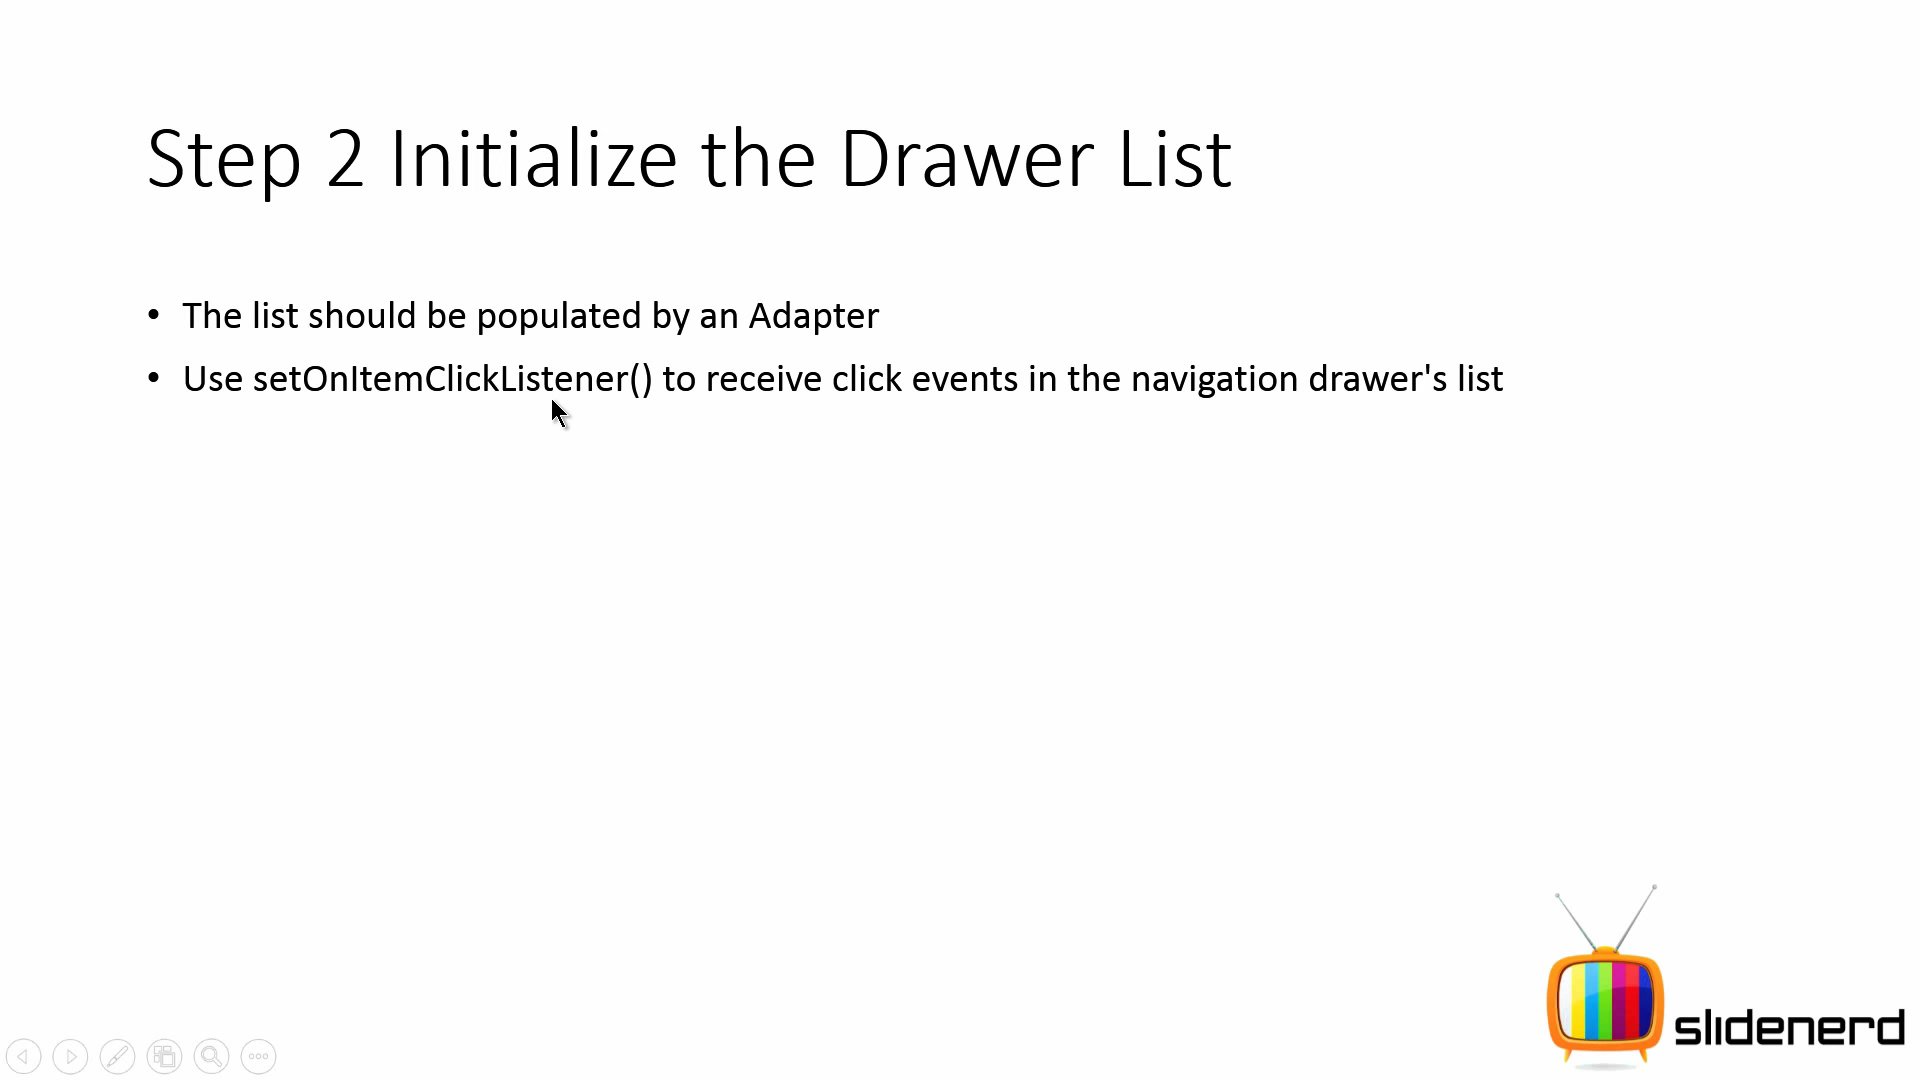 Step 2 Initialize the Drawer List
• The list should be populated by an Adapter
• Use setOnItemClickListener() to receive click events in the navigation drawer's list
slidenerd